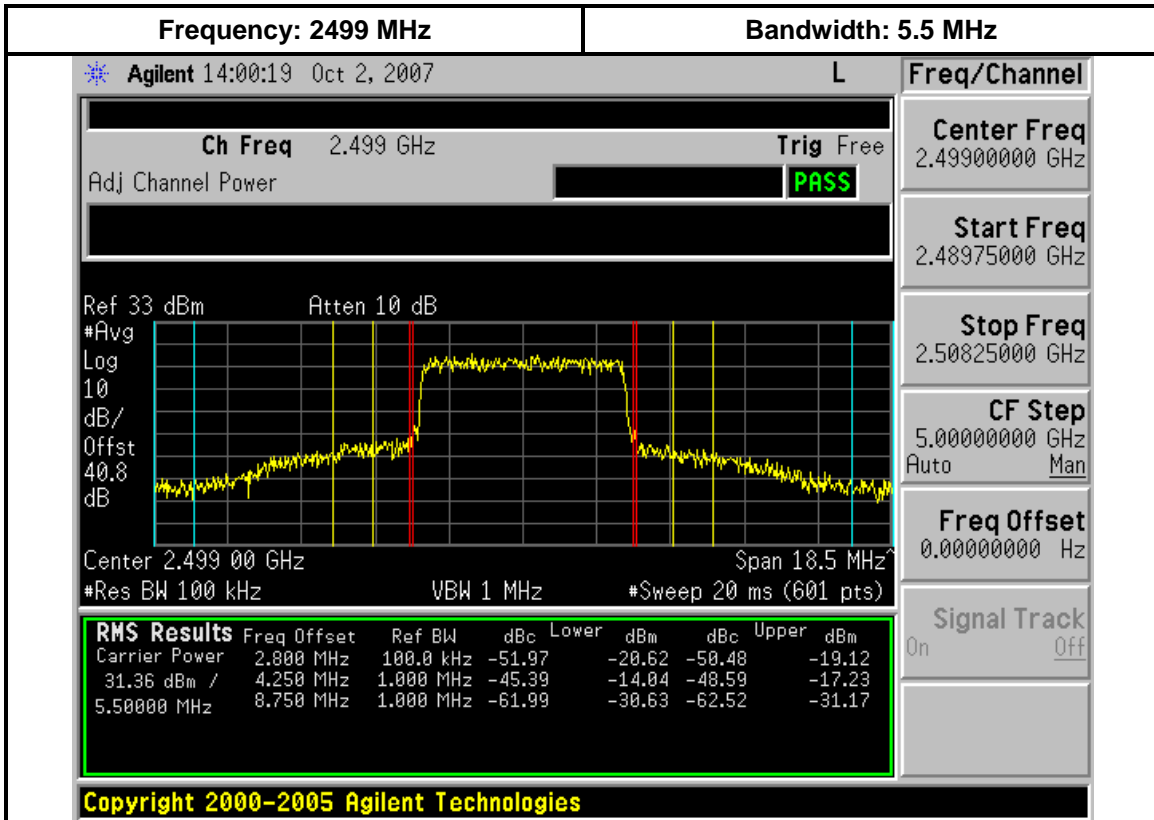 Frequency: 2499 MHz Bandwidth: 5.5 MHz
Agilent 14:00:19 Oct 2, 2007 L
Freq/Channel
Ch Freq 2.499 GHz Trig Free
Adj Channel Power PASS
Center Freq
2.49900000 GHz
Start Freq
2.48975000 GHz
Stop Freq
2.50825000 GHz
CF Step
5.00000000 GHz
Auto Man
Freq Offset
0.00000000 Hz
Signal Track
On Off
Ref 33 dBm Atten 10 dB
#Avg
Log
10
dB/
Offst
40.8
dB
Center 2.499 00 GHz Span 18.5 MHz^
#Res BW 100 kHz VBW 1 MHz #Sweep 20 ms (601 pts)
RMS Results Freq Offset Ref BW dBc Lower dBm dBc Upper dBm
Carrier Power 2.800 MHz 100.0 kHz -51.97 -20.62 -50.48 -19.12
31.36 dBm / 4.250 MHz 1.000 MHz -45.39 -14.04 -48.59 -17.23
5.50000 MHz 8.750 MHz 1.000 MHz -61.99 -30.63 -62.52 -31.17
Copyright 2000-2005 Agilent Technologies